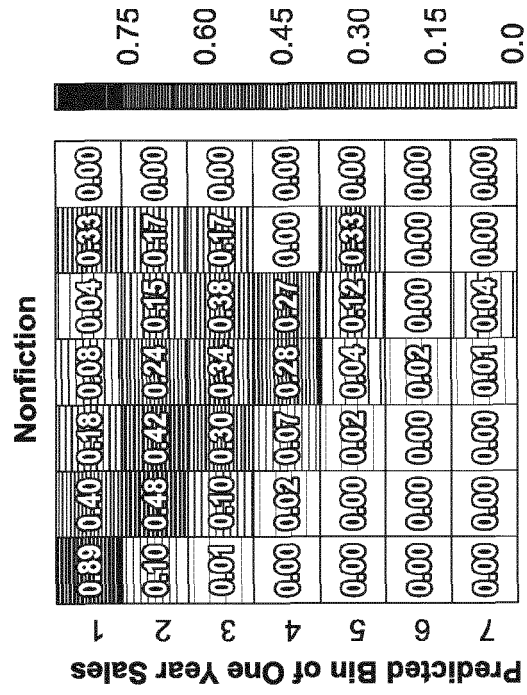 Nonfiction
Predicted Bin of One Year Sales
1 0.89 0.40 0.18 0.08 0.04 0.33 0.00
2 0.10 0.48 0.42 0.24 0.15 0.17 0.00
3 0.01 0.10 0.30 0.34 0.38 0.17 0.00
4 0.00 0.02 0.07 0.28 0.27 0.00 0.00
5 0.00 0.00 0.02 0.04 0.12 0.33 0.00
6 0.00 0.00 0.00 0.02 0.00 0.00 0.00
7 0.00 0.00 0.00 0.01 0.04 0.00 0.00
0.75
0.60
0.45
0.30
0.15
0.0